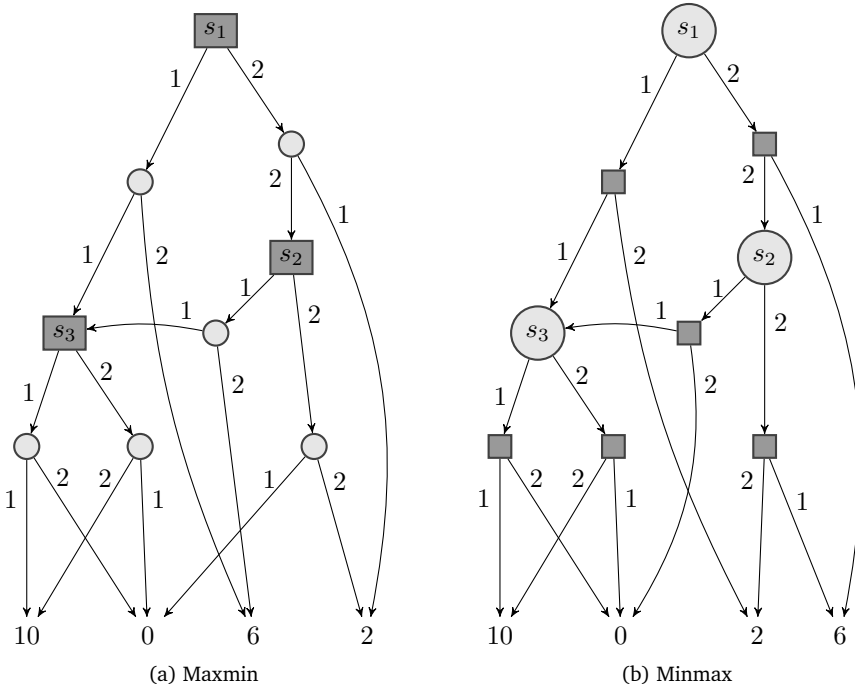 s1 s1
1 2 1 2
2 1 2 1
1 2 s2 1 2 s2
1 1
s3 1 2 s3 1 2
2 2
1 2 1 2
1 2 2 1 1 2 1 2 2 1 2 1
10 0 6 2 10 0 2 6
(a) Maxmin (b) Minmax